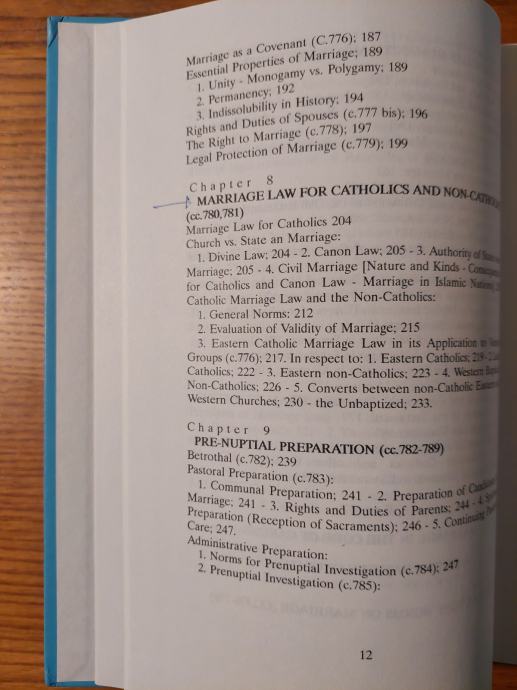 Marriage as a Covenant (C.776); 187
Essential Properties of Marriage; 189
1. Unity - Monogamy vs. Polygamy; 189
2. Permanency; 192
3. Indissolubility in History; 194
Rights and Duties of Spouses (c.777 bis); 196
The Right to Marriage (c.778); 197
Legal Protection of Marriage (c.779); 199
Chapter 8
MARRIAGE LAW FOR CATHOLICS AND
(cc.780,781)
Marriage Law for Catholics 204
Church vs. State an Marriage:
1. Divine Law; 204 - 2. Canon Law; 205 - 3. Authority of
Marriage; 205 - 4. Civil Marriage [Nature and Kinds -
for Catholics and Canon Law - Marriage in Islamic
Catholic Marriage Law and the Non-Catholics:
1. General Norms: 212
2. Evaluation of Validity of Marriage; 215
3. Eastern Catholic Marriage Law in its Application to
Groups (c.776); 217. In respect to: 1. Eastern Catholics; 219 -
Catholics; 222 - 3. Eastern non-Catholics; 223 - 4. Western
Non-Catholics; 226 - 5. Converts between non-Catholic Eastern
Western Churches; 230 - the Unbaptized; 233.
Chapter 9
PRE-NUPTIAL PREPARATION (cc.782-789)
Betrothal (c.782); 239
Pastoral Preparation (c.783):
1. Communal Preparation; 241 - 2. Preparation of
Marriage; 241 - 3. Rights and Duties of Parents; 244 - 4.
Preparation (Reception of Sacraments); 246 - 5. Continuing
Care; 247.
Administrative Preparation:
1. Norms for Prenuptial Investigation (c.784); 247
2. Prenuptial Investigation (c.785):
12